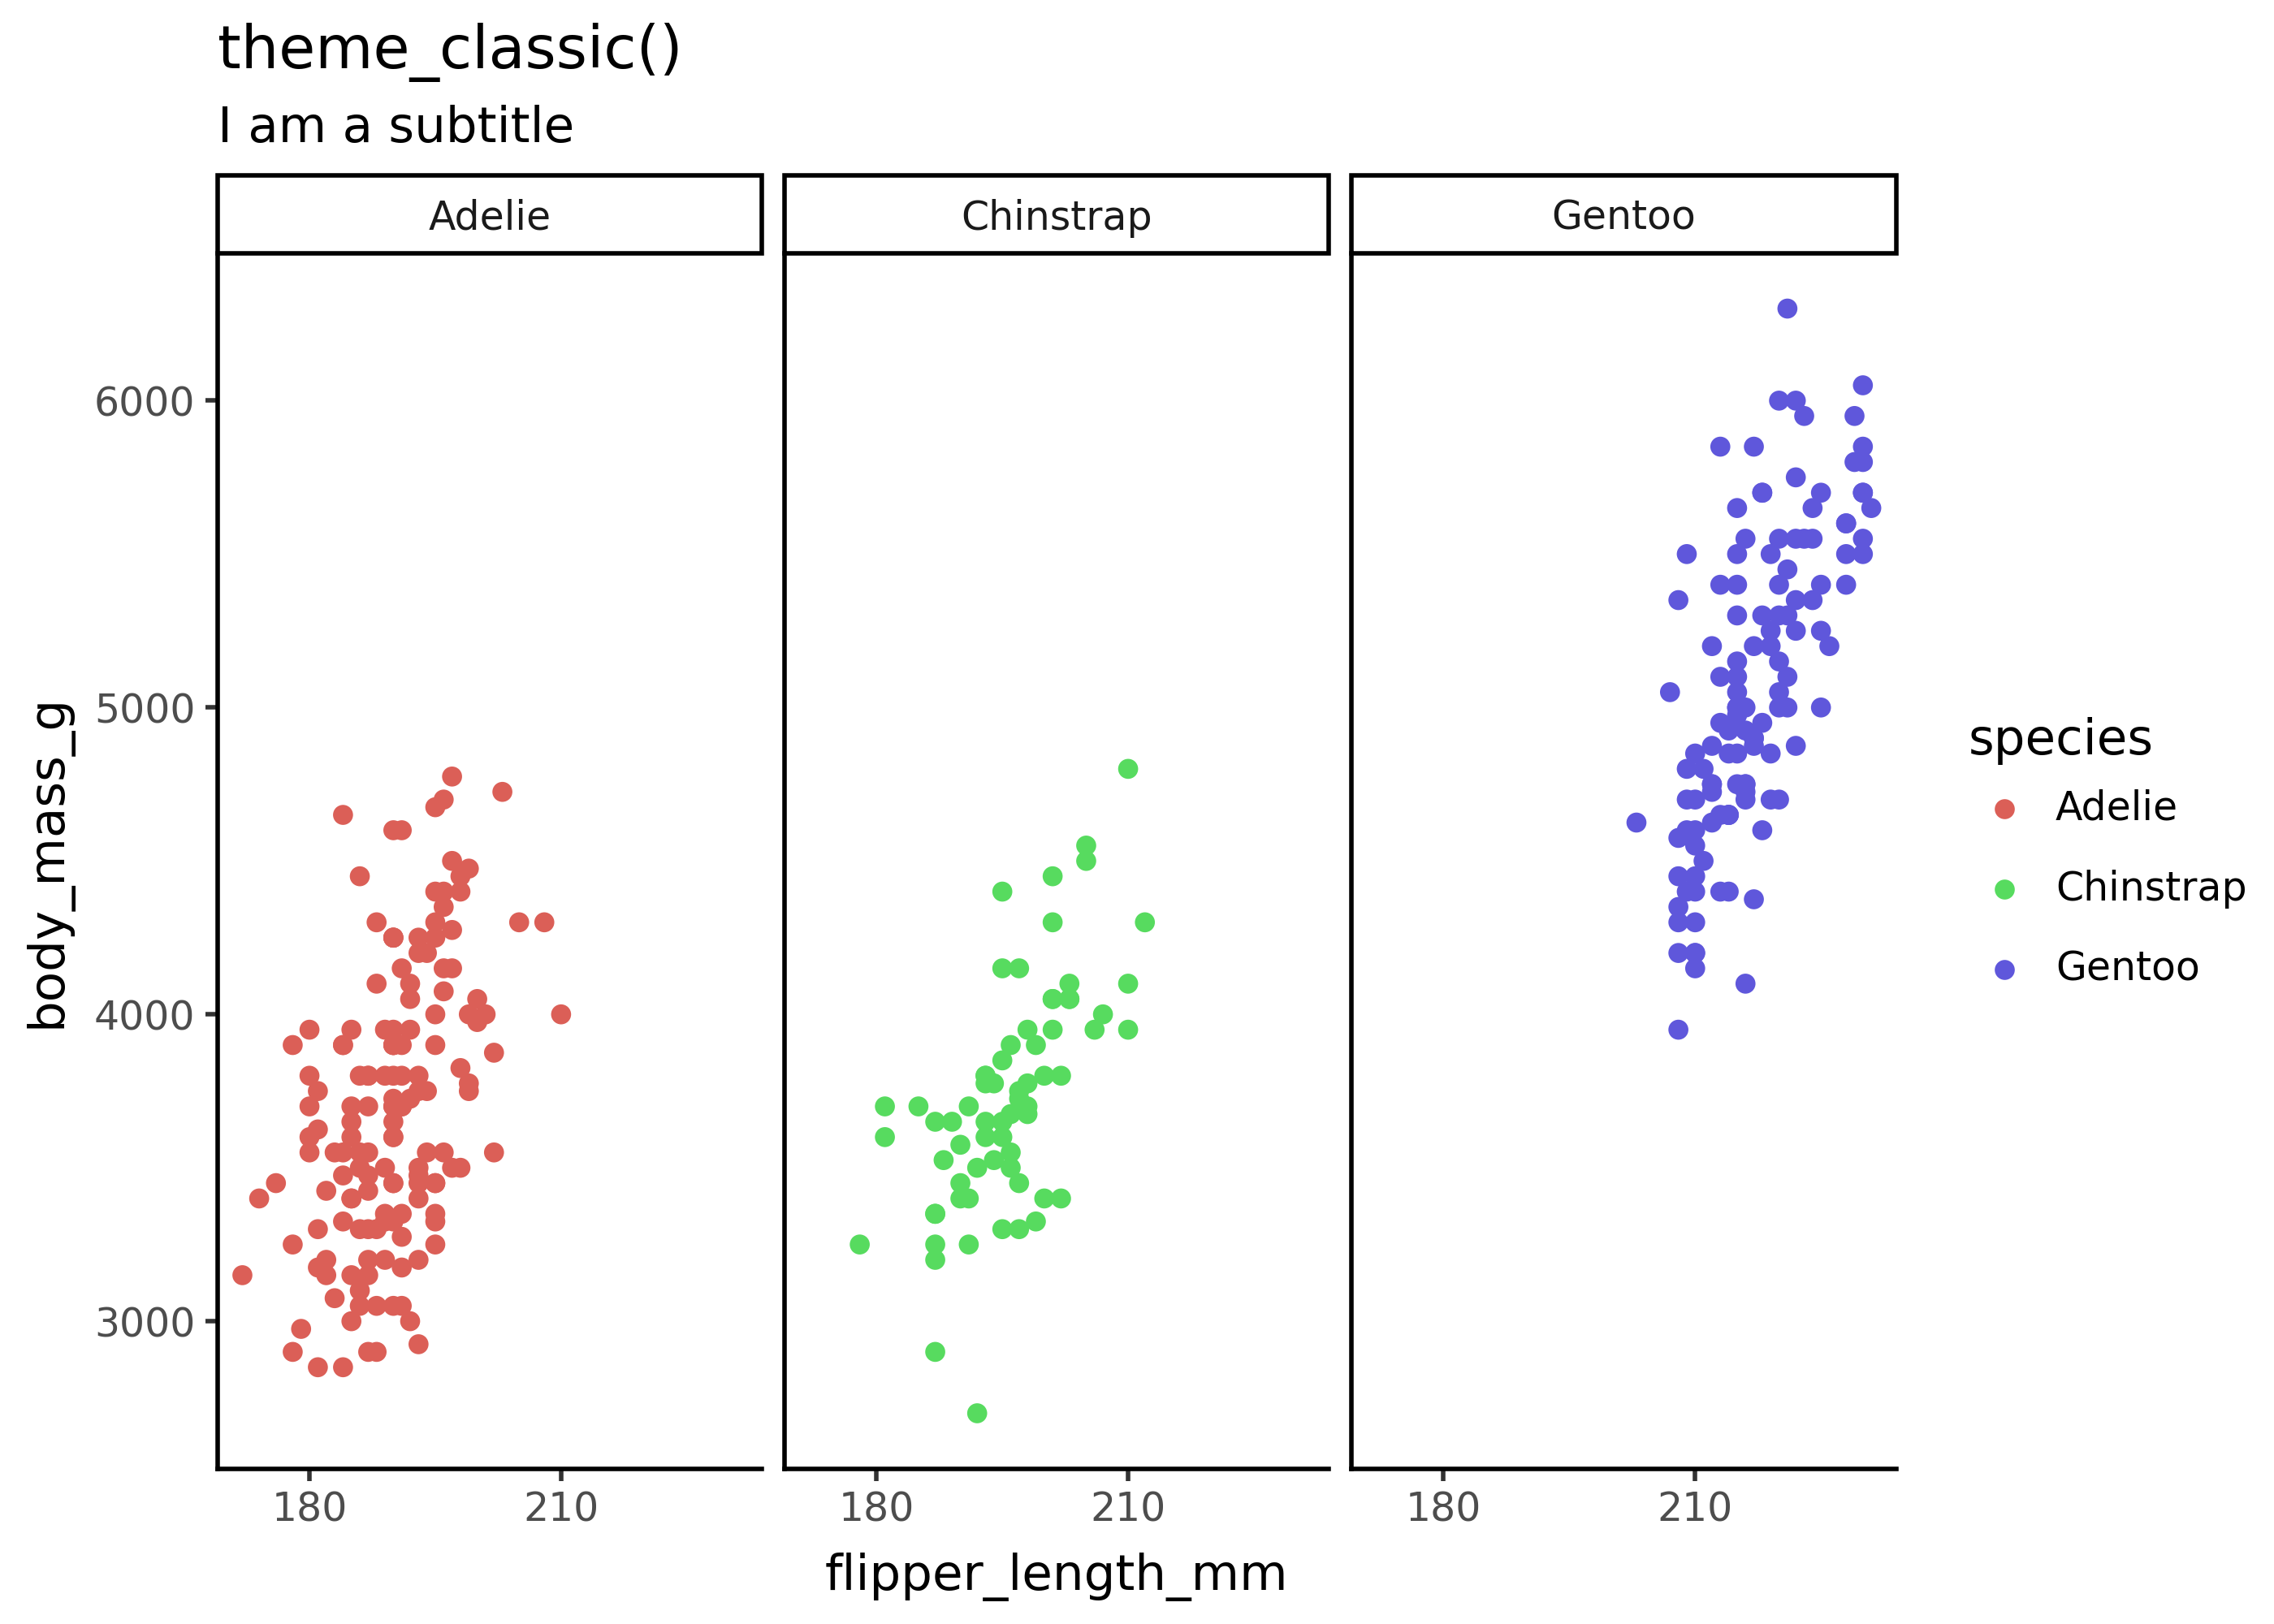 theme_classic()
I am a subtitle
Adelie
Chinstrap
Gentoo
6000
5000
4000
3000
body_mass_g
180
210
180
210
180
210
flipper_length_mm
species
Adelie
Chinstrap
Gentoo